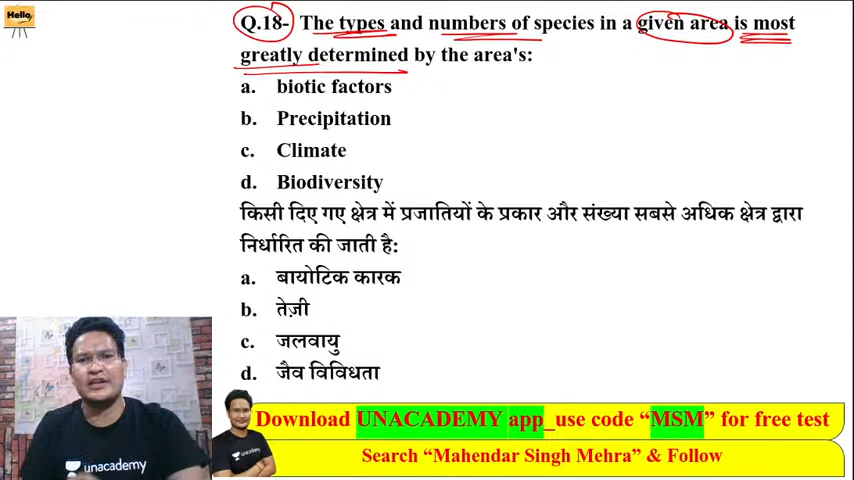 Hello
Q.18- The types and numbers of species in a given area is most
greatly determined by the area's:
a. biotic factors
b. Precipitation
c. Climate
d. Biodiversity
किसी दिए गए क्षेत्र में प्रजातियों के प्रकार और संख्या सबसे अधिक क्षेत्र द्वारा
निर्धारित की जाती है:
a. बायोटिक कारक
b. तेज़ी
c. जलवायु
d. जैव विविधता
unacademy
unacademy
Download UNACADEMY app_use code “MSM” for free test
Search “Mahendar Singh Mehra” & Follow